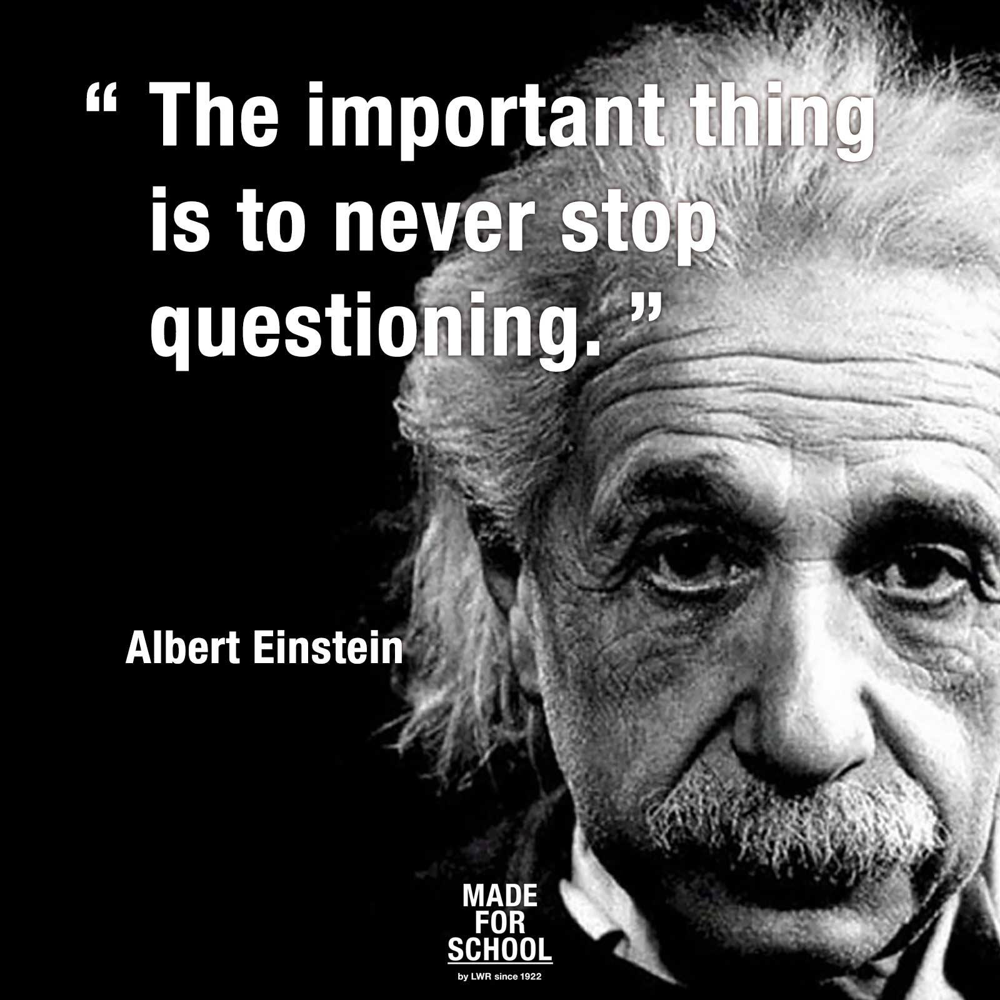 “ The important thing
is to never stop
questioning. ”
Albert Einstein
MADE
FOR
SCHOOL
by LWR since 1922